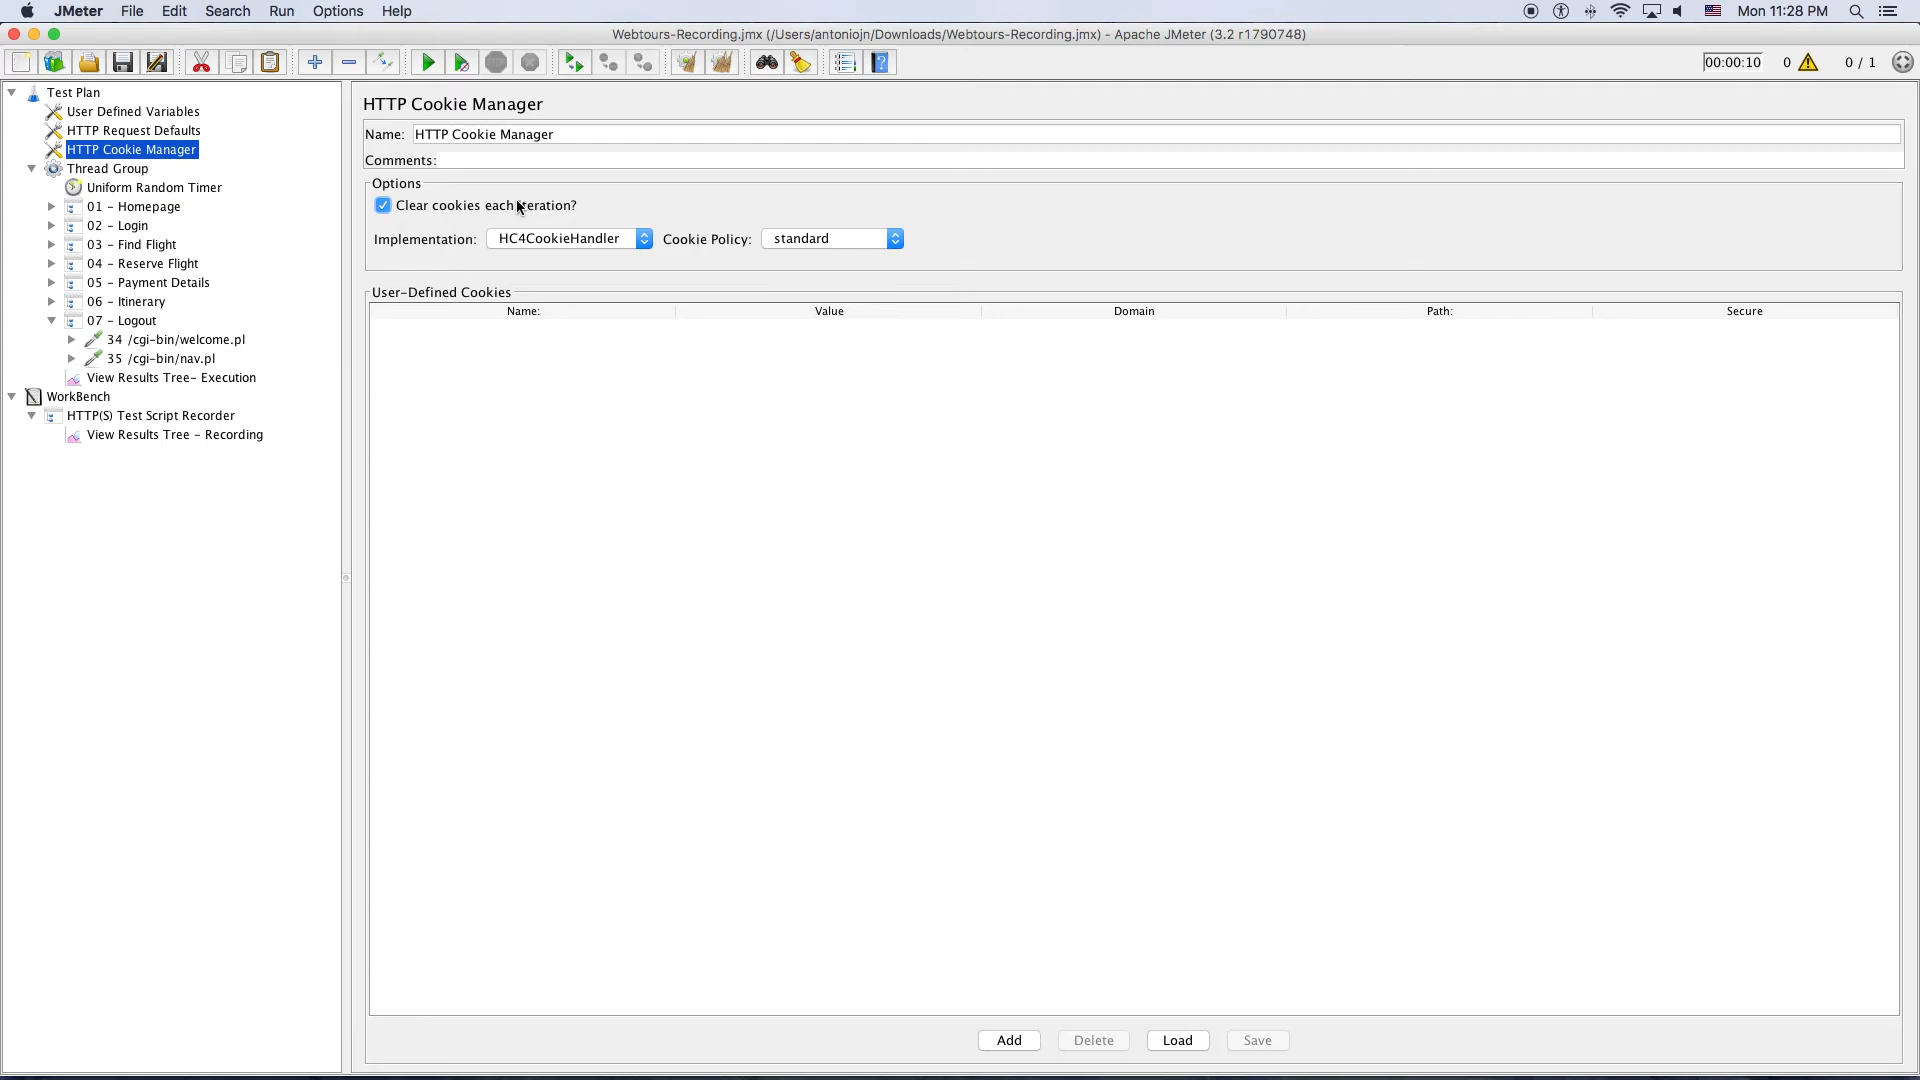 JMeter File Edit Search Run Options Help Mon 11:28 PM
Webtours-Recording.jmx (/Users/antoniojn/Downloads/Webtours-Recording.jmx) - Apache JMeter (3.2 r1790748)
00:00:10 0 0 / 1
Test Plan
User Defined Variables
HTTP Request Defaults
HTTP Cookie Manager
Thread Group
Uniform Random Timer
01 - Homepage
02 - Login
03 - Find Flight
04 - Reserve Flight
05 - Payment Details
06 - Itinerary
07 - Logout
34 /cgi-bin/welcome.pl
35 /cgi-bin/nav.pl
View Results Tree- Execution
WorkBench
HTTP(S) Test Script Recorder
View Results Tree - Recording
HTTP Cookie Manager
Name: HTTP Cookie Manager
Comments:
Options
Clear cookies each iteration?
Implementation: HC4CookieHandler Cookie Policy: standard
User-Defined Cookies
Name: Value Domain Path: Secure
Add Delete Load Save